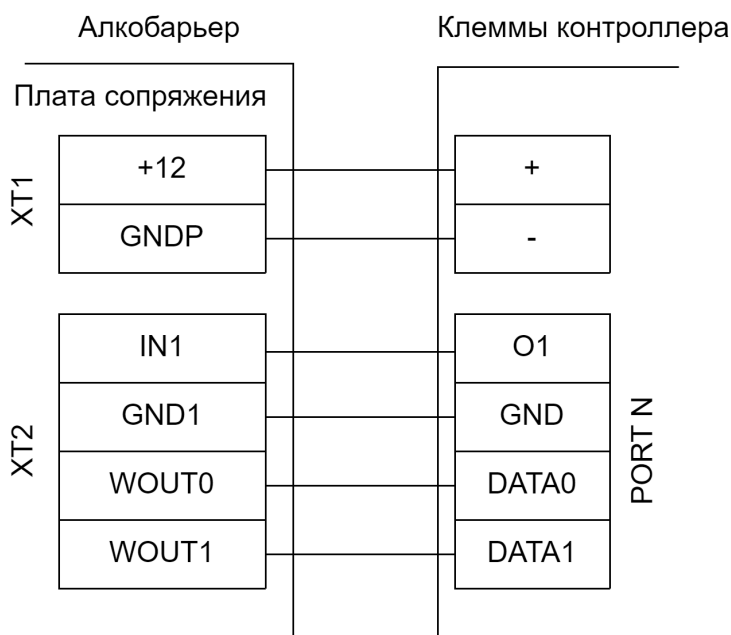 Алкобарьер
Клеммы контроллера
Плата сопряжения
XT1
+12
+
GNDP
-
XT2
IN1
O1
GND1
GND
WOUT0
DATA0
WOUT1
DATA1
PORT N